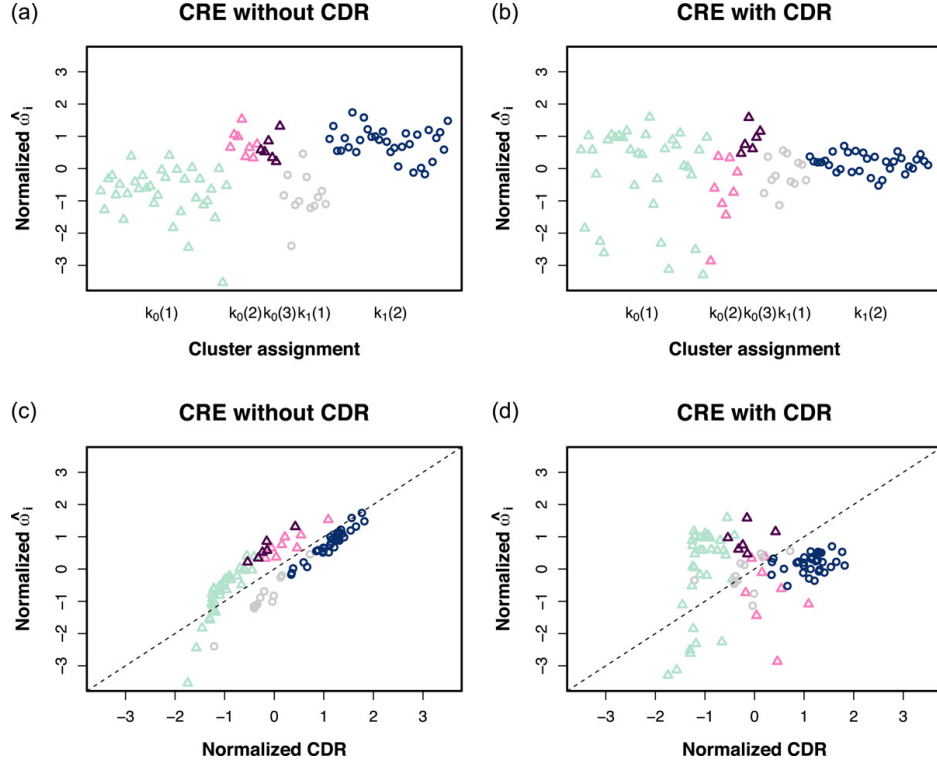 (a) CRE without CDR
Normalized ω̂i
3
2
1
0
−1
−2
−3
k0(1) k0(2) k0(3) k1(1) k1(2)
Cluster assignment
(b) CRE with CDR
Normalized ω̂i
3
2
1
0
−1
−2
−3
k0(1) k0(2) k0(3) k1(1) k1(2)
Cluster assignment
(c) CRE without CDR
Normalized ω̂i
3
2
1
0
−1
−2
−3
−3 −2 −1 0 1 2 3
Normalized CDR
(d) CRE with CDR
Normalized ω̂i
3
2
1
0
−1
−2
−3
−3 −2 −1 0 1 2 3
Normalized CDR